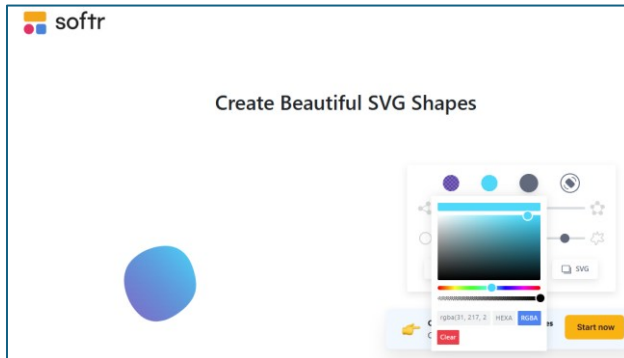 softr
Create Beautiful SVG Shapes
SVG
rgba(31, 217, 2
HEXA
RGBA
Start now
Clear